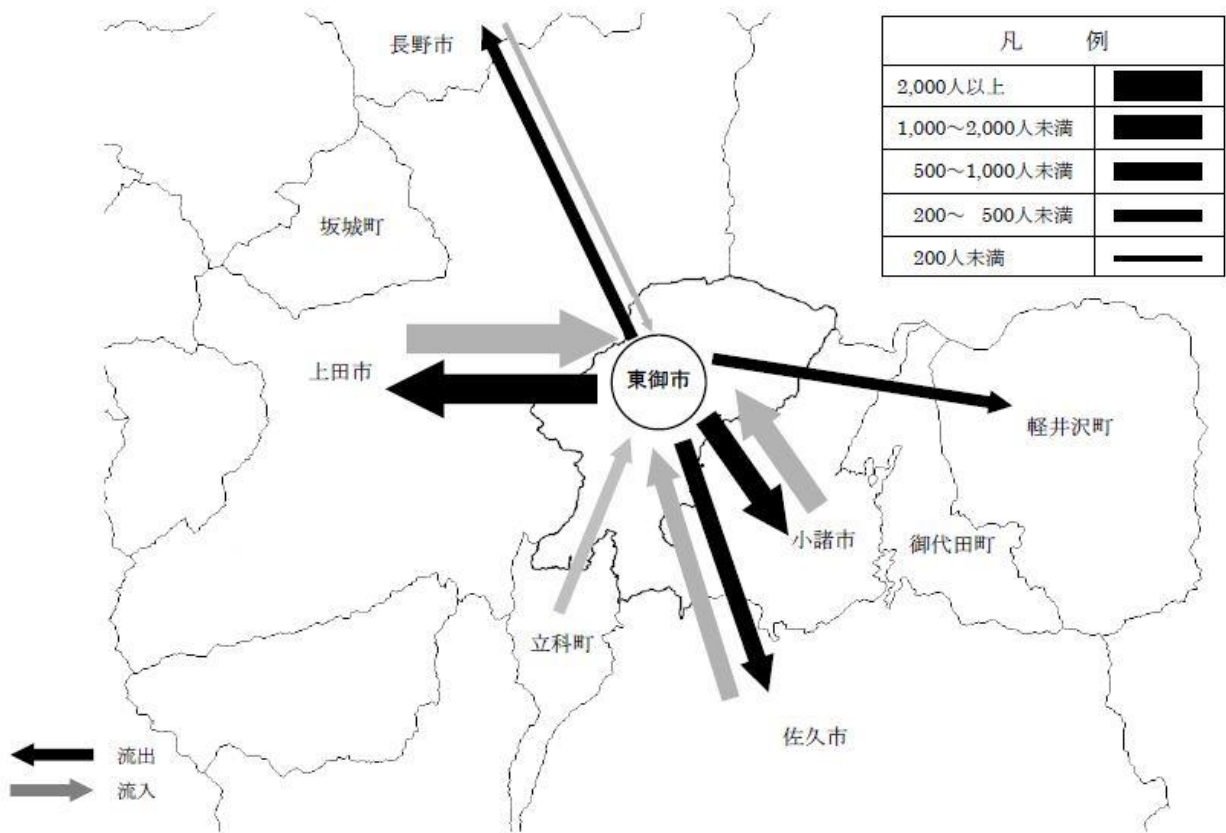 長野市
凡 例
2,000人以上
1,000～2,000人未満
500～1,000人未満
200～ 500人未満
200人未満
坂城町
上田市
東御市
軽井沢町
小諸市
御代田町
立科町
佐久市
流出
流入